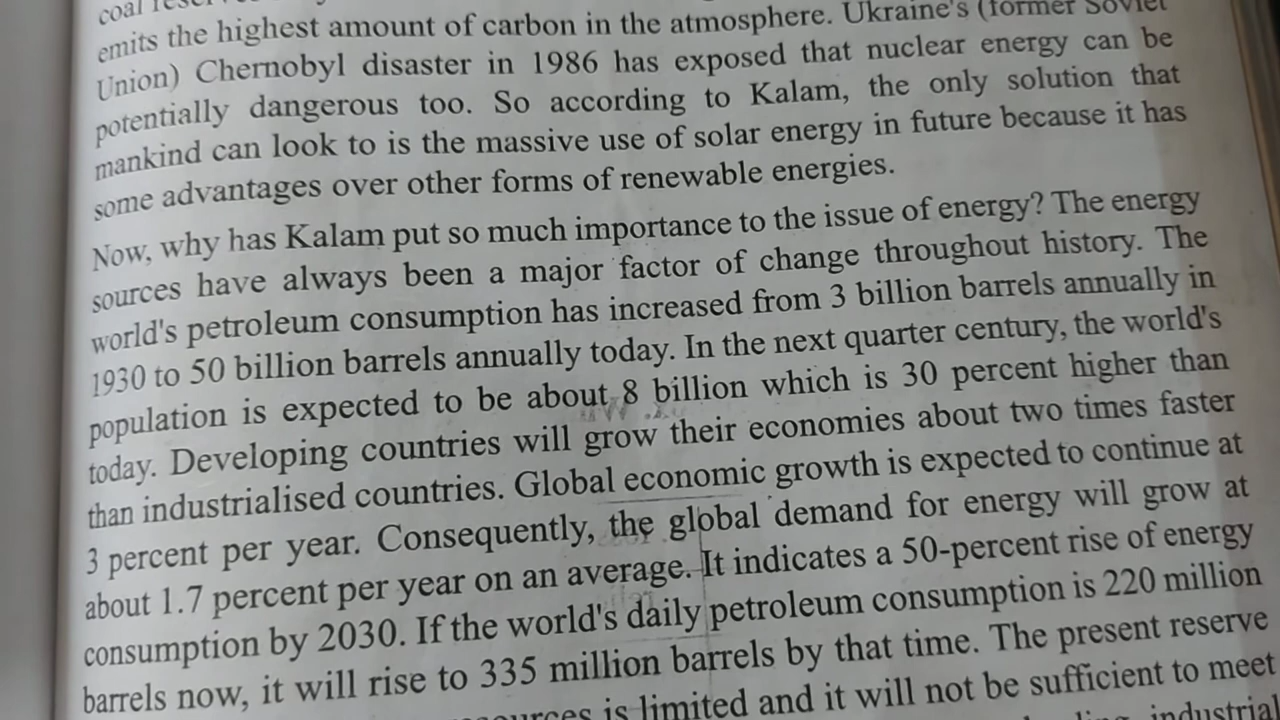 coal
emits the highest amount of carbon in the atmosphere. Ukraine's (former Soviet
Union) Chernobyl disaster in 1986 has exposed that nuclear energy can be
potentially dangerous too. So according to Kalam, the only solution that
mankind can look to is the massive use of solar energy in future because it has
some advantages over other forms of renewable energies.
Now, why has Kalam put so much importance to the issue of energy? The energy
sources have always been a major factor of change throughout history. The
world's petroleum consumption has increased from 3 billion barrels annually in
1930 to 50 billion barrels annually today. In the next quarter century, the world's
population is expected to be about 8 billion which is 30 percent higher than
today. Developing countries will grow their economies about two times faster
than industrialised countries. Global economic growth is expected to continue at
3 percent per year. Consequently, the global demand for energy will grow at
about 1.7 percent per year on an average. It indicates a 50-percent rise of energy
consumption by 2030. If the world's daily petroleum consumption is 220 million
barrels now, it will rise to 335 million barrels by that time. The present reserve
is limited and it will not be sufficient to meet
industrial